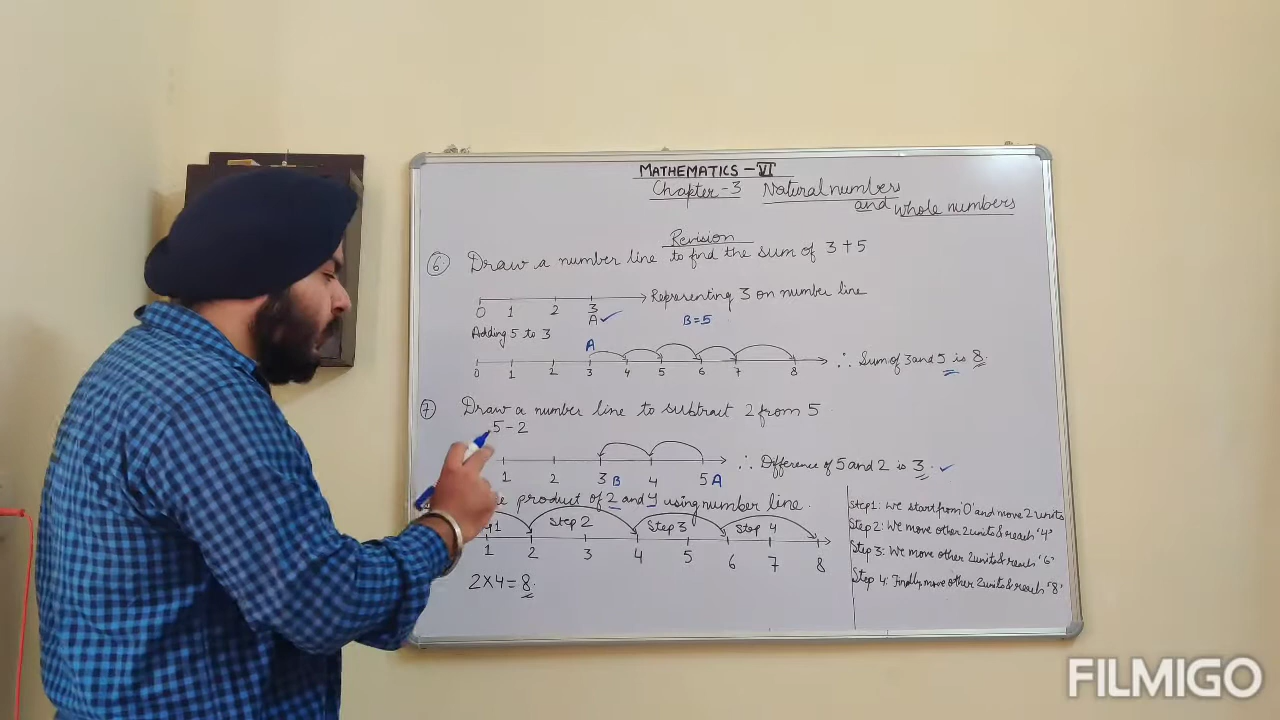 MATHEMATICS - VI
Chapter-3 Natural numbers
and whole numbers
Revision
6 Draw a number line to find the sum of 3+5
Representing 3 on number line
0 1 2 3
A ✓ B=5
Adding 5 to 3
A
∴ Sum of 3 and 5 is 8.
0 1 2 3 4 5 6 7 8
7 Draw a number line to subtract 2 from 5
5-2
∴ Difference of 5 and 2 is 3. ✓
1 2 3 B 4 5 A
product of 2 and 4 using number line.
1 Step 2 Step 3 Step 4
1 2 3 4 5 6 7 8
2×4=8.
Step1: We start from '0' and move 2 units
Step 2: We move other 2 units & reach '4'
Step 3: We move other 2 units & reach '6'
Step 4: Finally, move other 2 units & reach '8'
FILMIGO